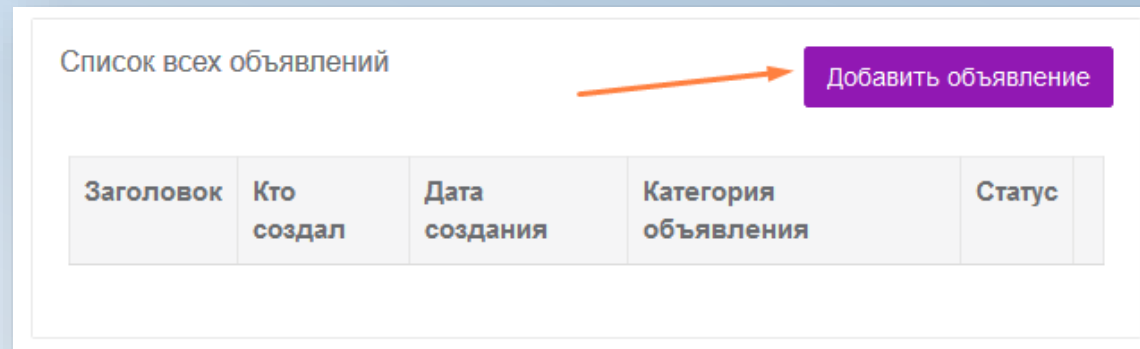 Список всех объявлений
Добавить объявление
Заголовок Кто создал Дата создания Категория объявления Статус